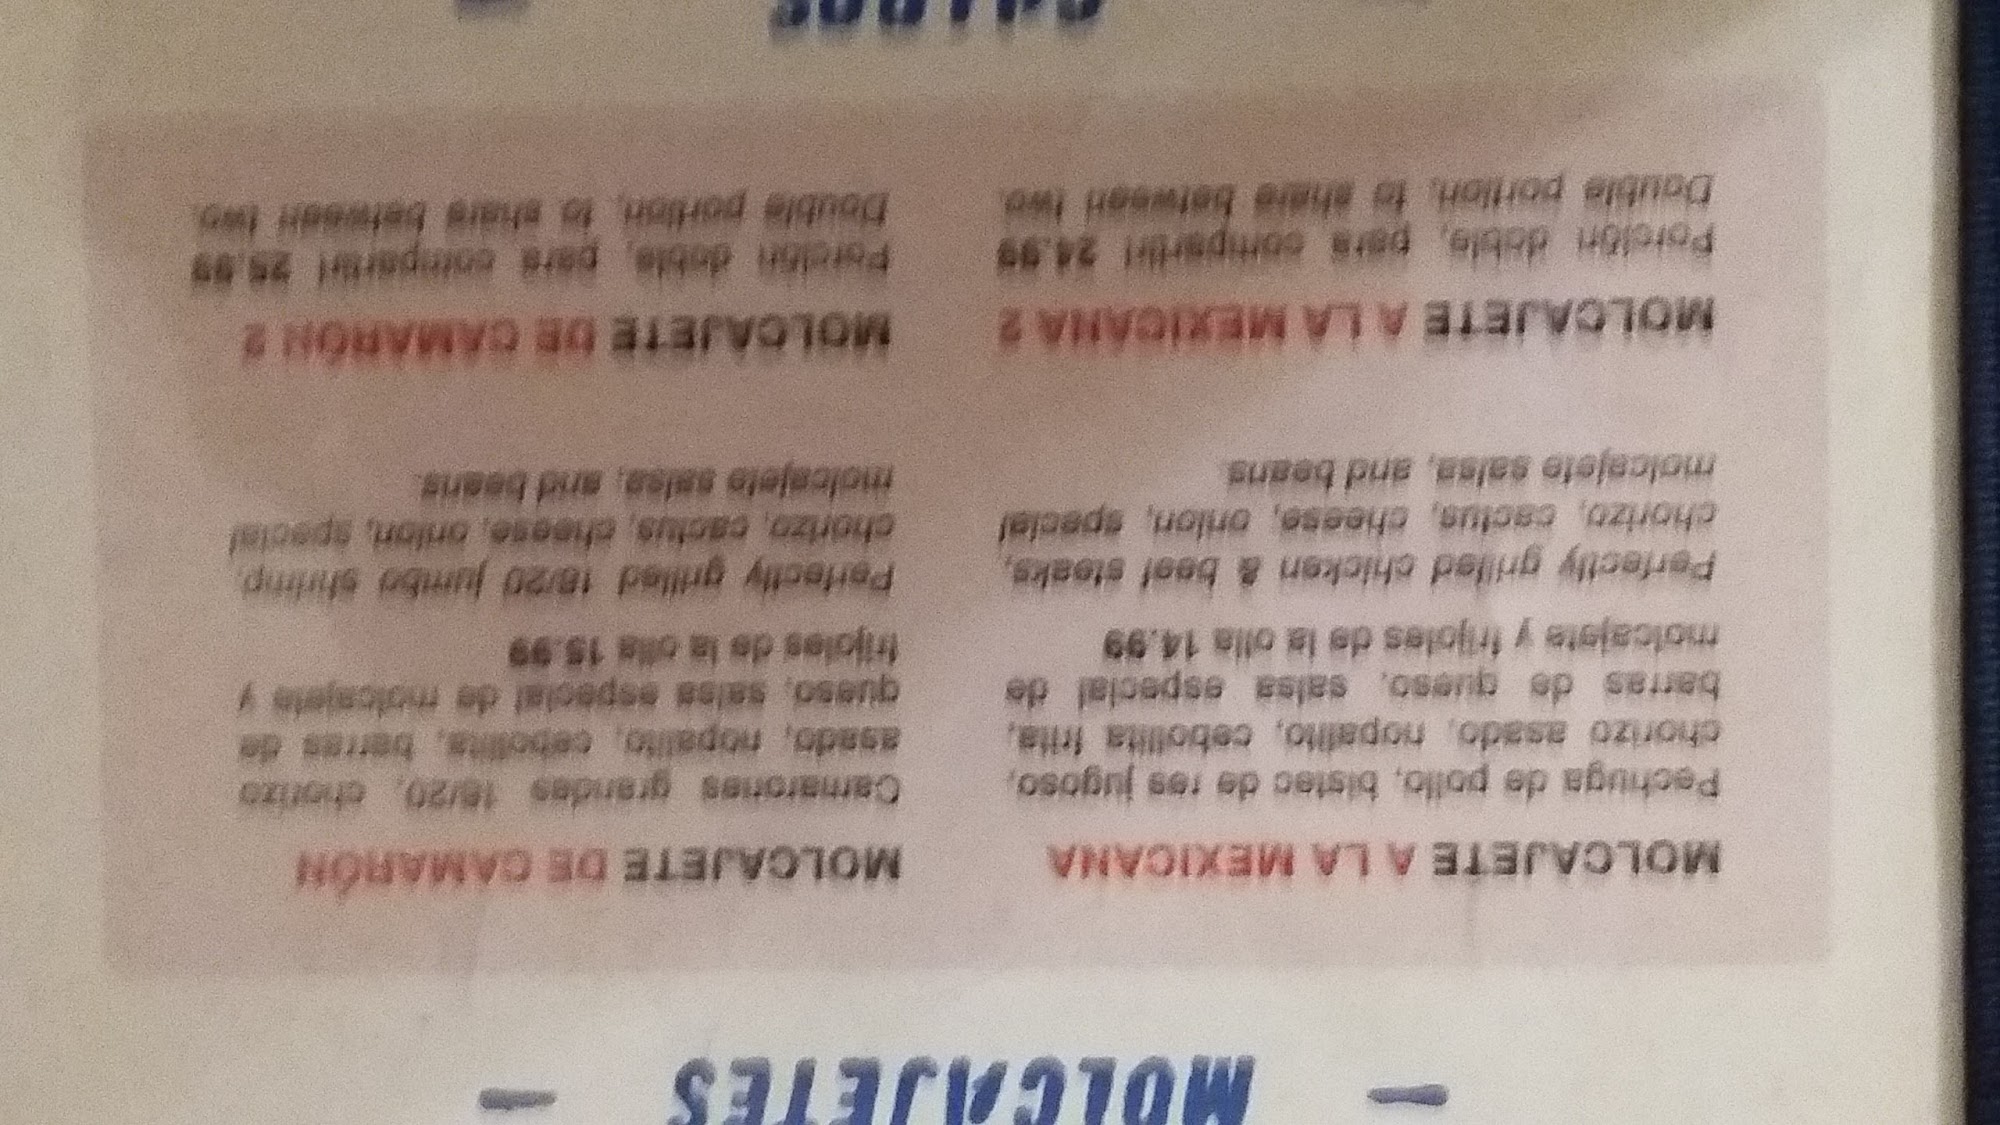 MOLCAJETES
MOLCAJETE A LA MEXICANA
Pechuga de pollo, bistec de res jugoso,
chorizo asado, nopalito, cebollita frita,
barras de queso, salsa especial de
molcajete y frijoles de la olla 14.99
Perfectly grilled chicken & beef steaks,
chorizo, cactus, cheese, onion, special
molcajete salsa, and beans.
MOLCAJETE A LA MEXICANA 2
Porción doble, para compartir! 24.99
Double portion, to share between two.
MOLCAJETE DE CAMARÓN
Camarones grandes 16/20, chorizo
asado, nopalito, cebollita, barras de
queso, salsa especial de molcajete y
frijoles de la olla 15.99
Perfectly grilled 16/20 jumbo shrimp,
chorizo, cactus, cheese, onion, special
molcajete salsa, and beans.
MOLCAJETE DE CAMARÓN 2
Porción doble, para compartir! 25.99
Double portion, to share between two.
CALDOS